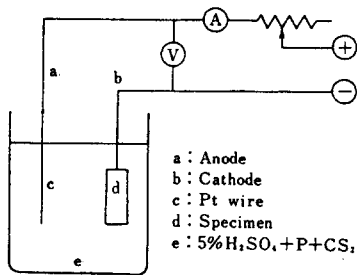 A
+
V
a
b
−
c
d
e
a : Anode
b : Cathode
c : Pt wire
d : Specimen
e : 5%H₂SO₄+P+CS₂